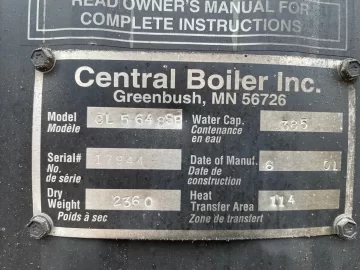 READ OWNER'S MANUAL FOR
COMPLETE INSTRUCTIONS
Central Boiler Inc.
Greenbush, MN 56726
Model
Modèle
Water Cap.
Contenance
en eau
Serial#
No.
de série
Date of Manuf.
Date de
construction
6 01
Dry
Weight
Poids à sec
2360
Heat
Transfer Area
Zone de transfert
114